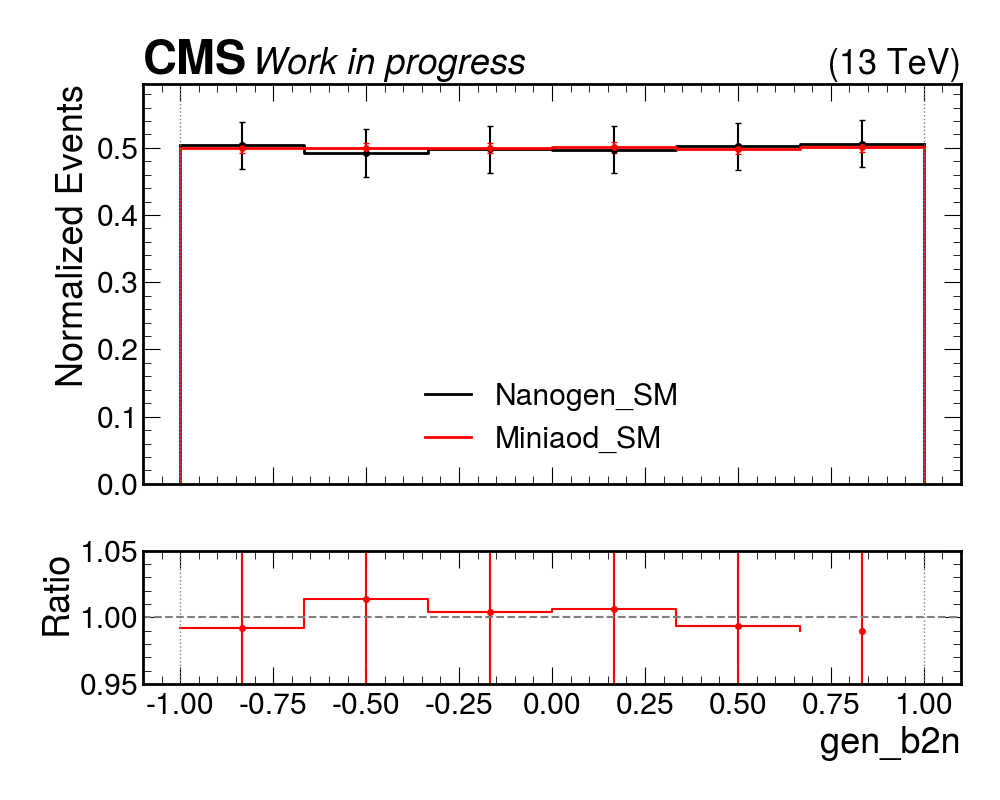 CMS Work in progress (13 TeV)
Normalized Events
0.5
0.4
0.3
0.2
0.1
0.0
Nanogen_SM
Miniaod_SM
Ratio
1.05
1.00
0.95
-1.00 -0.75 -0.50 -0.25 0.00 0.25 0.50 0.75 1.00
gen_b2n